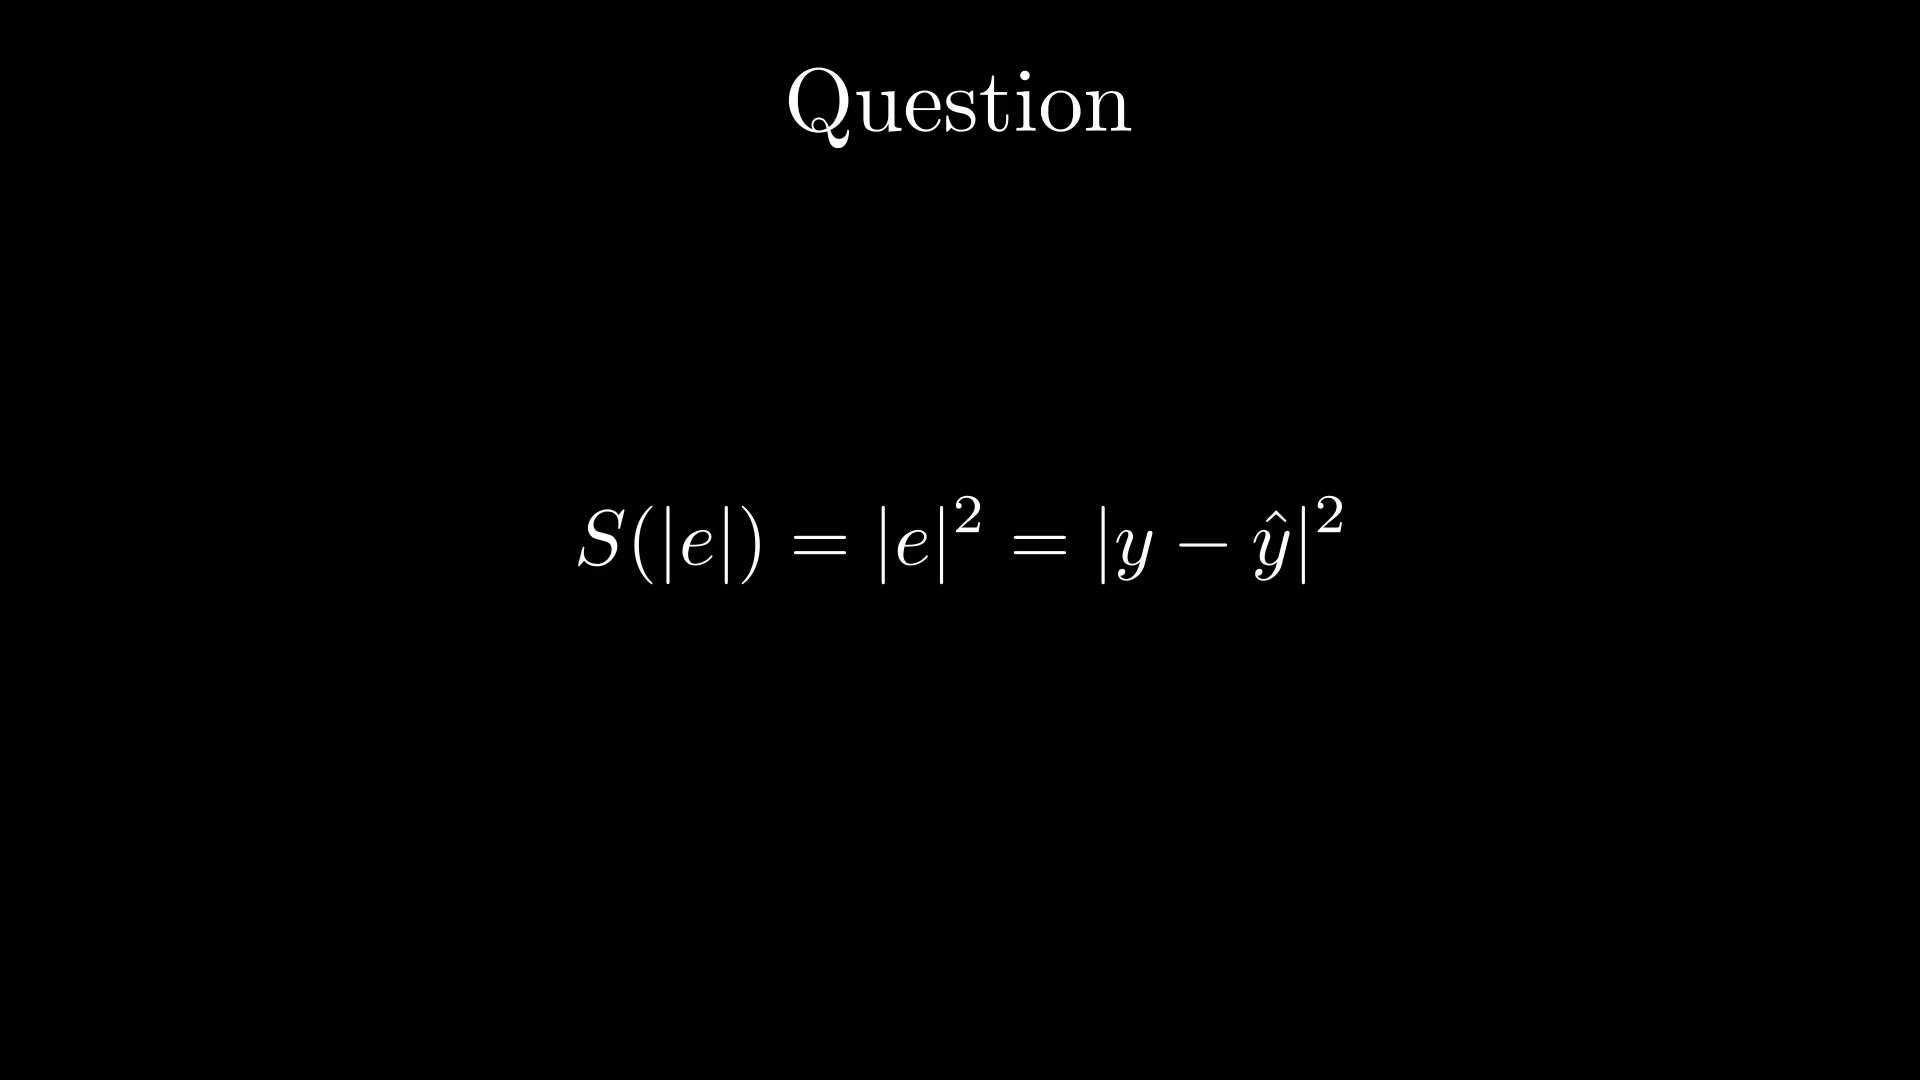 Question
S(|e|) = |e|² = |y − ŷ|²